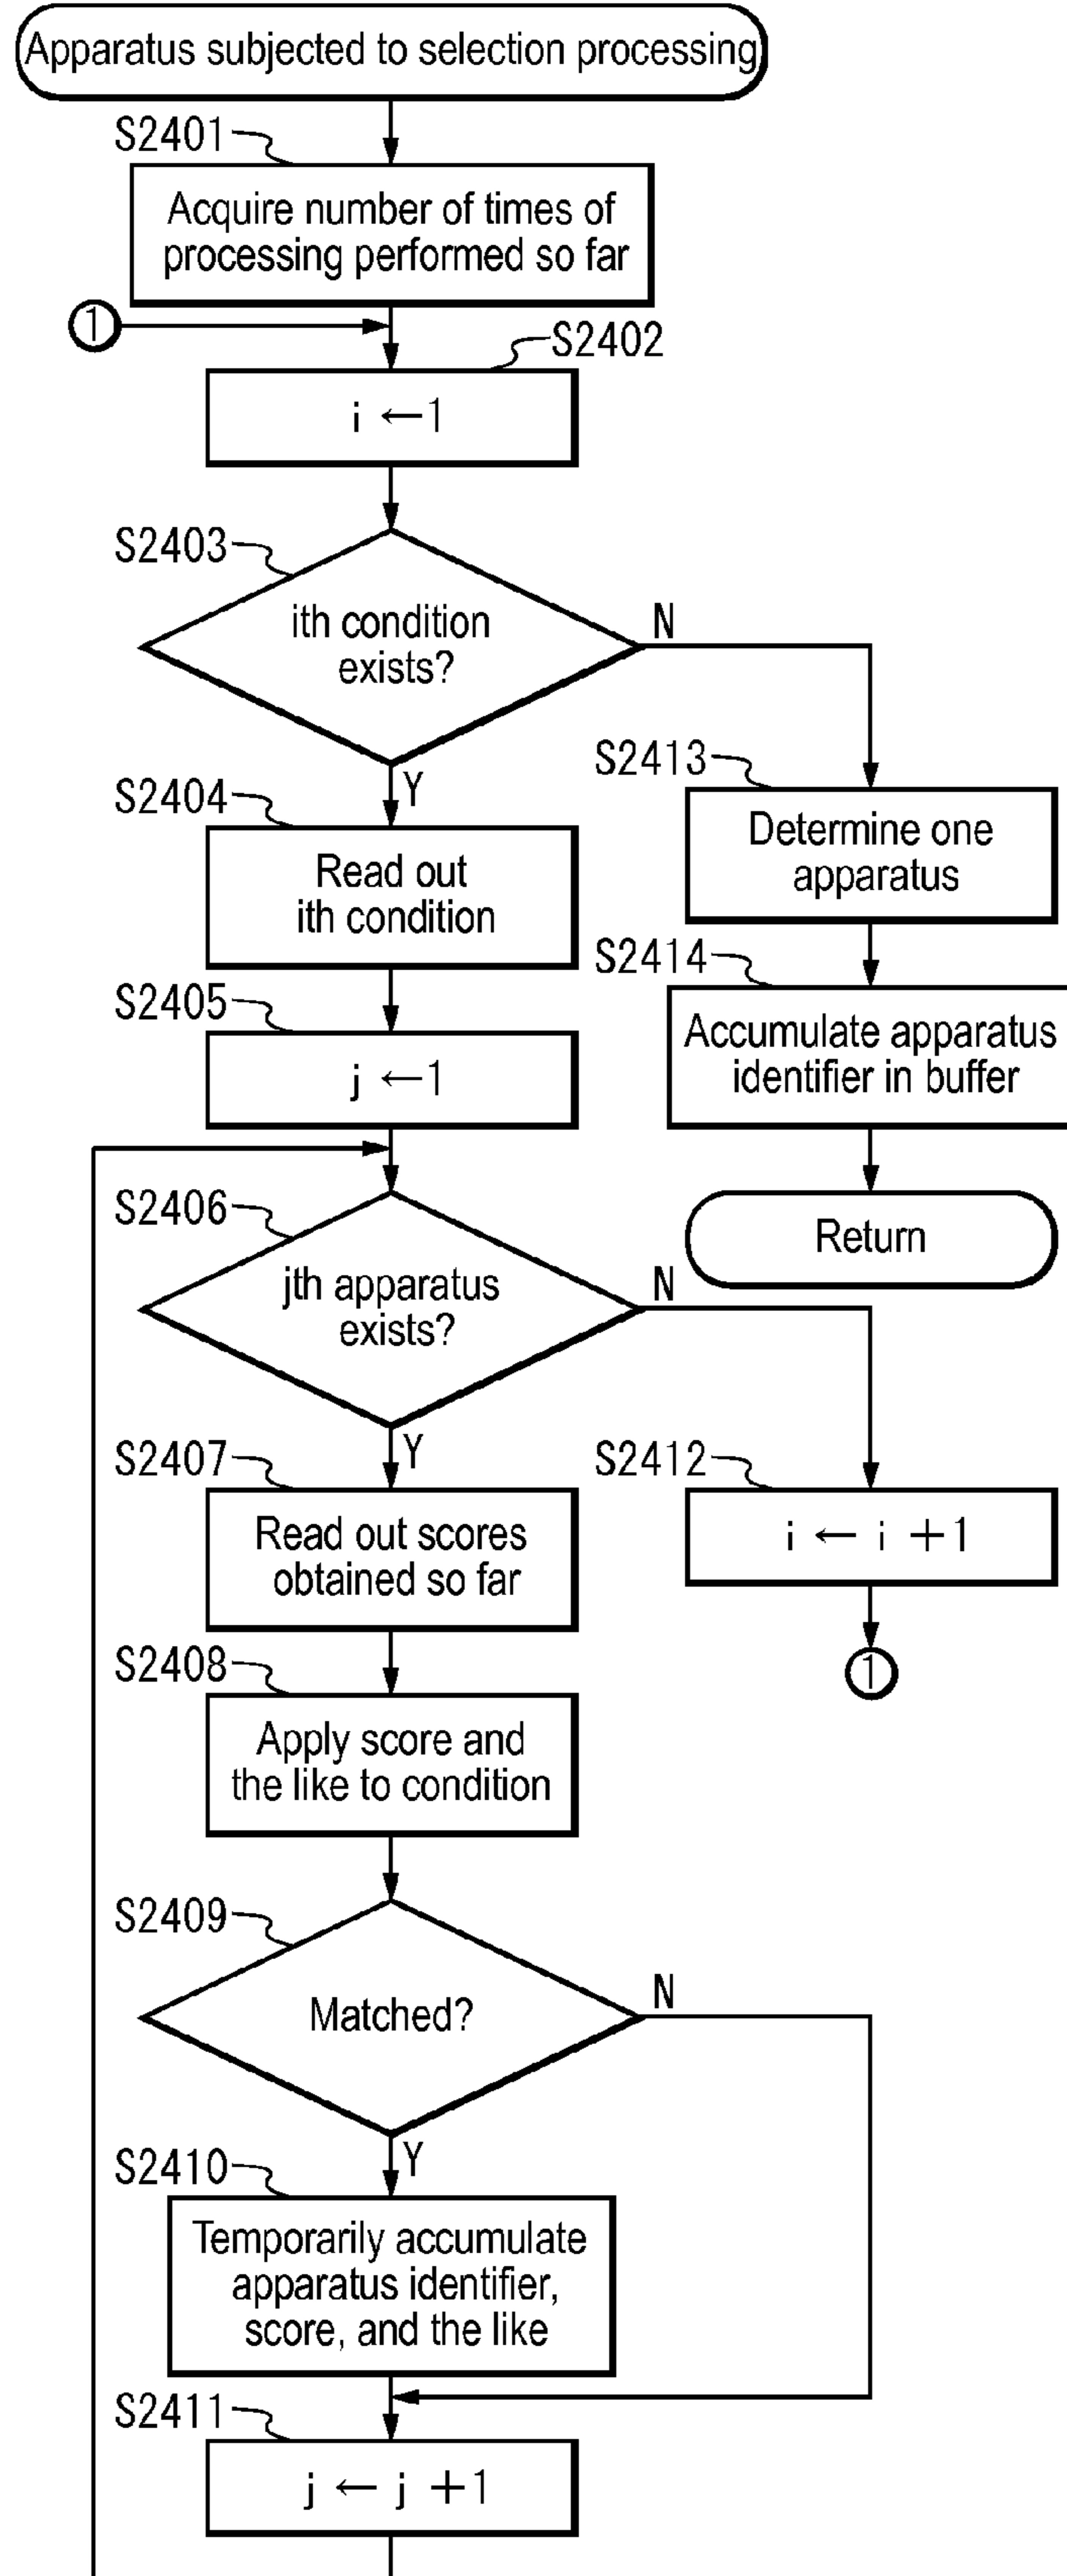 Apparatus subjected to selection processing
S2401
Acquire number of times of
processing performed so far
1
S2402
i ←1
S2403
ith condition
exists?
N
Y
S2404
Read out
ith condition
S2413
Determine one
apparatus
S2405
j ←1
S2414
Accumulate apparatus
identifier in buffer
Return
S2406
jth apparatus
exists?
N
Y
S2407
Read out scores
obtained so far
S2412
i ← i +1
1
S2408
Apply score and
the like to condition
S2409
Matched?
N
Y
S2410
Temporarily accumulate
apparatus identifier,
score, and the like
S2411
j ← j +1